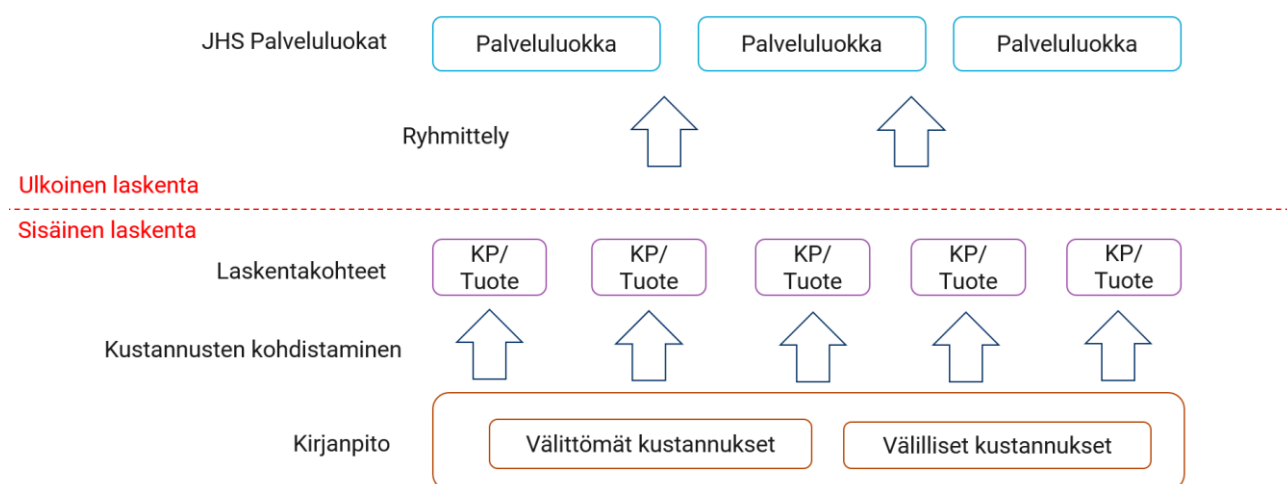 JHS Palveluluokat
Palveluluokka
Palveluluokka
Palveluluokka
Ryhmittely
Ulkoinen laskenta
Sisäinen laskenta
Laskentakohteet
KP/
Tuote
KP/
Tuote
KP/
Tuote
KP/
Tuote
KP/
Tuote
Kustannusten kohdistaminen
Kirjanpito
Välittömät kustannukset
Välilliset kustannukset